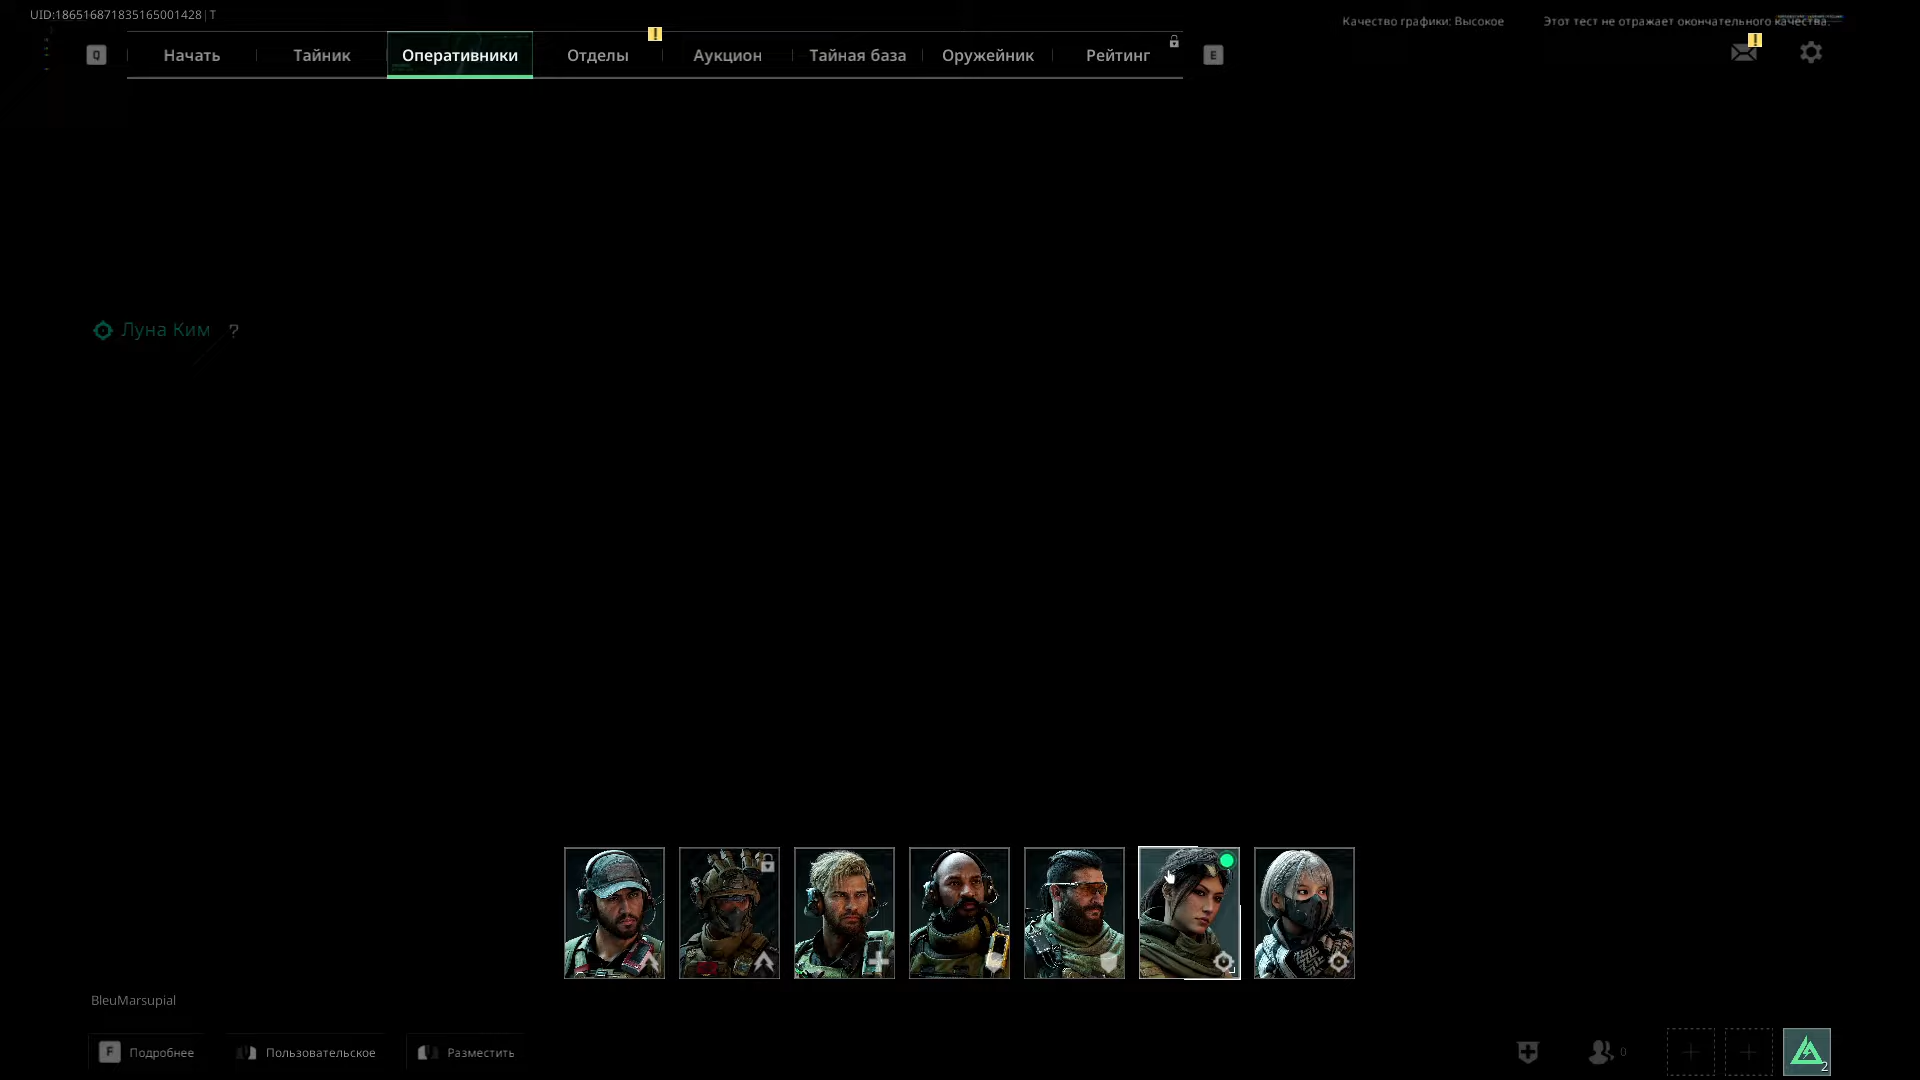 UID:186516871835165001428|T
Качество графики: Высокое
Этот тест не отражает окончательного качества.
Q
Начать
Тайник
Оперативники
Отделы
Аукцион
Тайная база
Оружейник
Рейтинг
E
Луна Ким ?
BleuMarsupial
F Подробнее
Пользовательское
Разместить
0
2